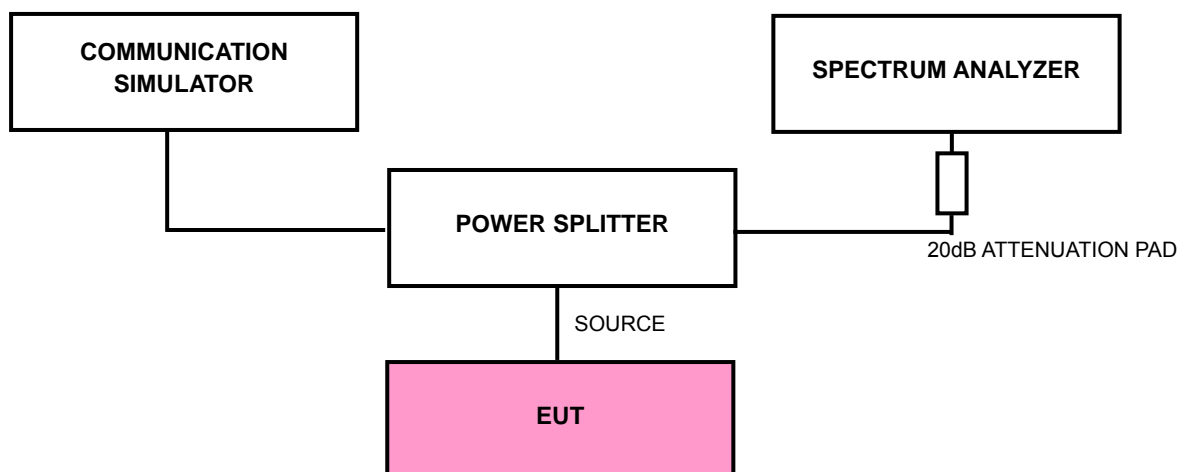 COMMUNICATION
SIMULATOR
SPECTRUM ANALYZER
POWER SPLITTER
20dB ATTENUATION PAD
SOURCE
EUT